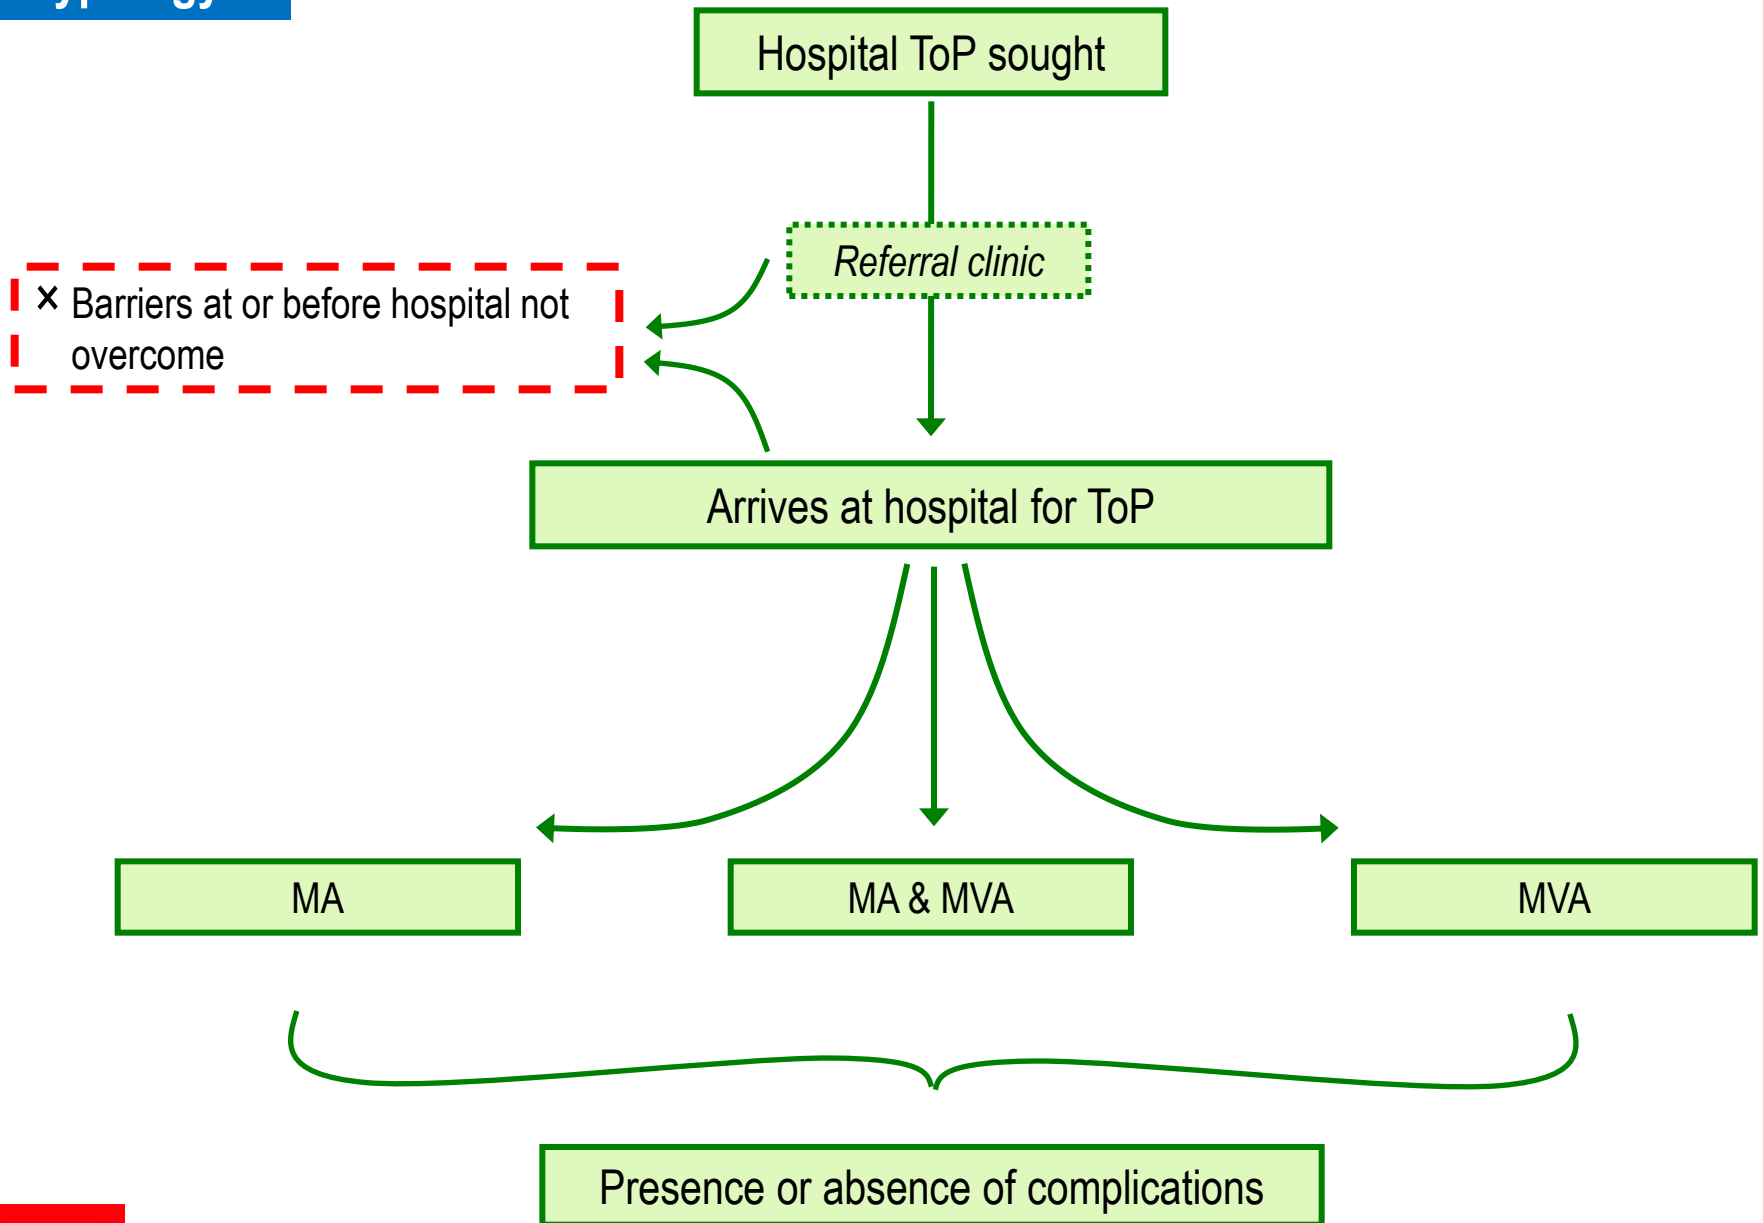 Hospital ToP sought
Referral clinic
× Barriers at or before hospital not
overcome
Arrives at hospital for ToP
MA
MA & MVA
MVA
Presence or absence of complications